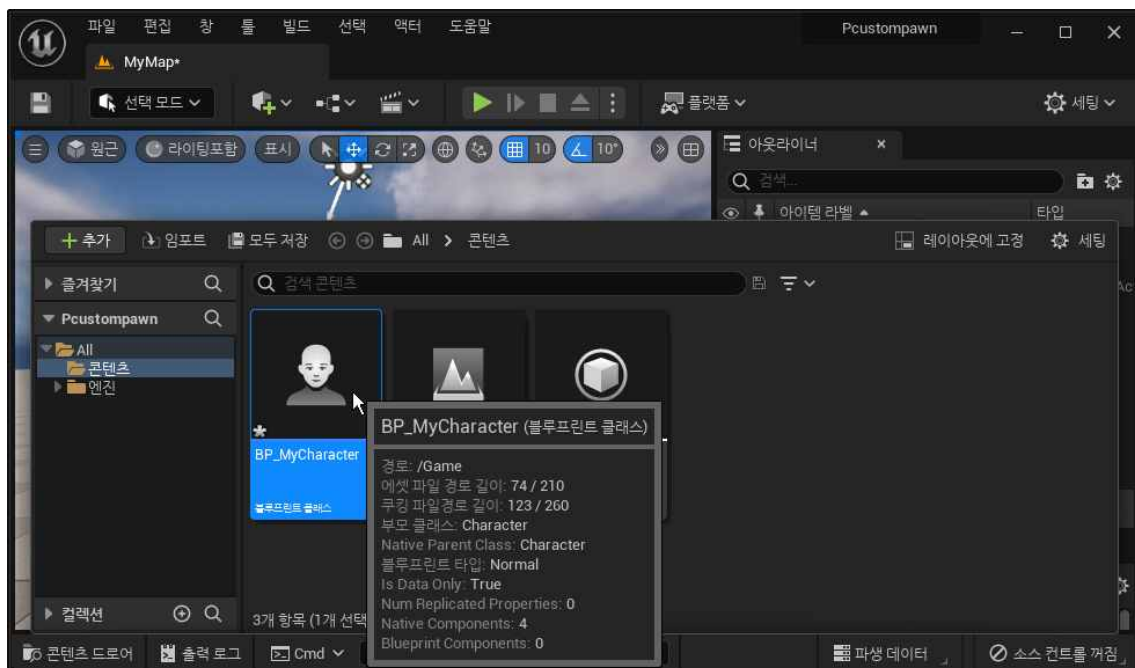 파일 편집 창 툴 빌드 선택 액터 도움말 Pcustompawn
MyMap*
선택 모드 플랫폼 세팅
원근 라이팅포함 표시 10 10° 아웃라이너
검색...
아이템 라벨 타입
추가 임포트 모두 저장 All 콘텐츠 레이아웃에 고정 세팅
즐겨찾기 검색 콘텐츠
Pcustompawn
All
콘텐츠
엔진
BP_MyCharacter
블루프린트 클래스
BP_MyCharacter (블루프린트 클래스)
경로: /Game
에셋 파일 경로 길이: 74 / 210
쿠킹 파일경로 길이: 123 / 260
부모 클래스: Character
Native Parent Class: Character
블루프린트 타입: Normal
Is Data Only: True
Num Replicated Properties: 0
Native Components: 4
Blueprint Components: 0
컬렉션 3개 항목 (1개 선택
콘텐츠 드로어 출력 로그 Cmd 파생 데이터 소스 컨트롤 꺼짐